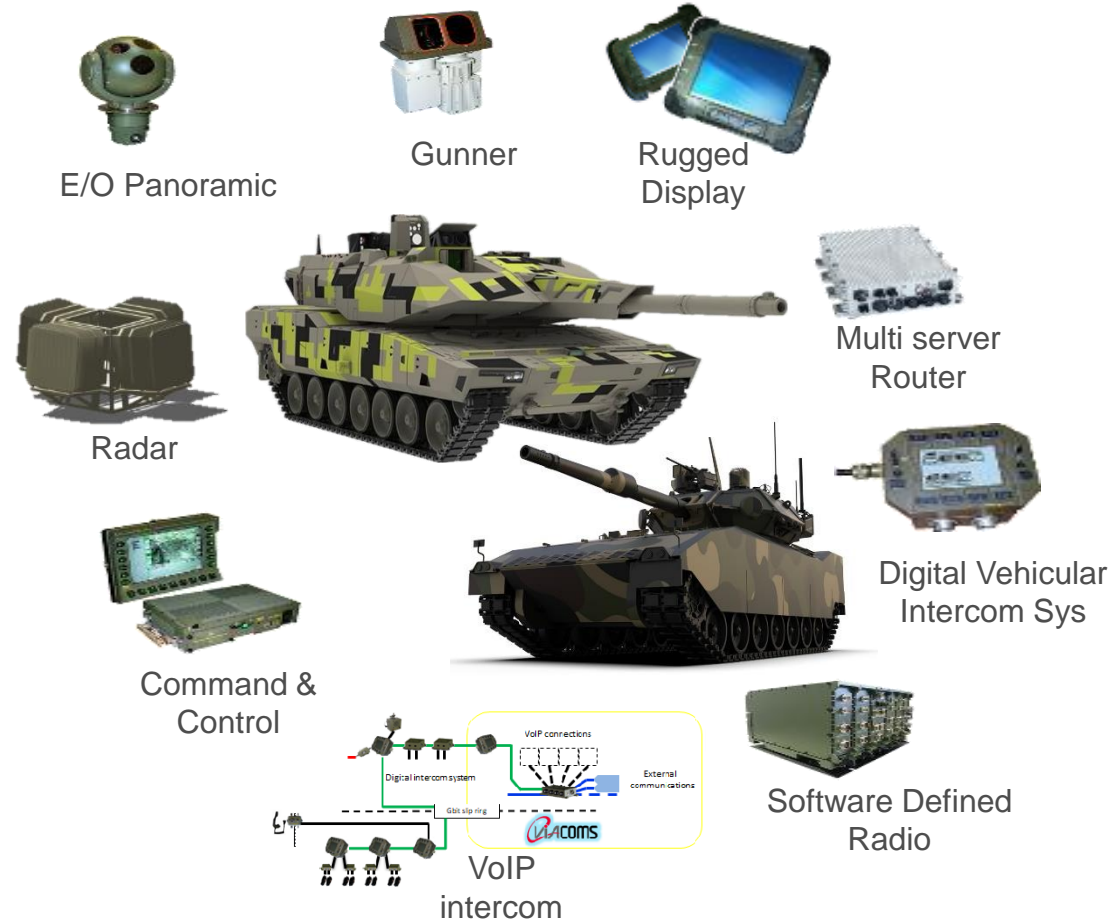 E/O Panoramic
Gunner
Rugged
Display
Multi server
Router
Radar
Digital Vehicular
Intercom Sys
Command &
Control
VoIP connections
Digital intercom system
External
communications
Gbit slip ring
ViACOMS
Software Defined
Radio
VoIP
intercom